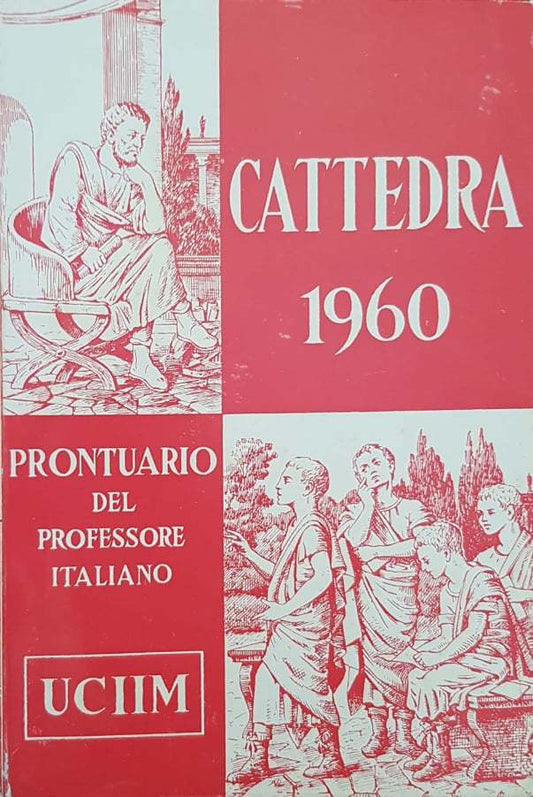 CATTEDRA
1960
PRONTUARIO
DEL
PROFESSORE
ITALIANO
UCIIM